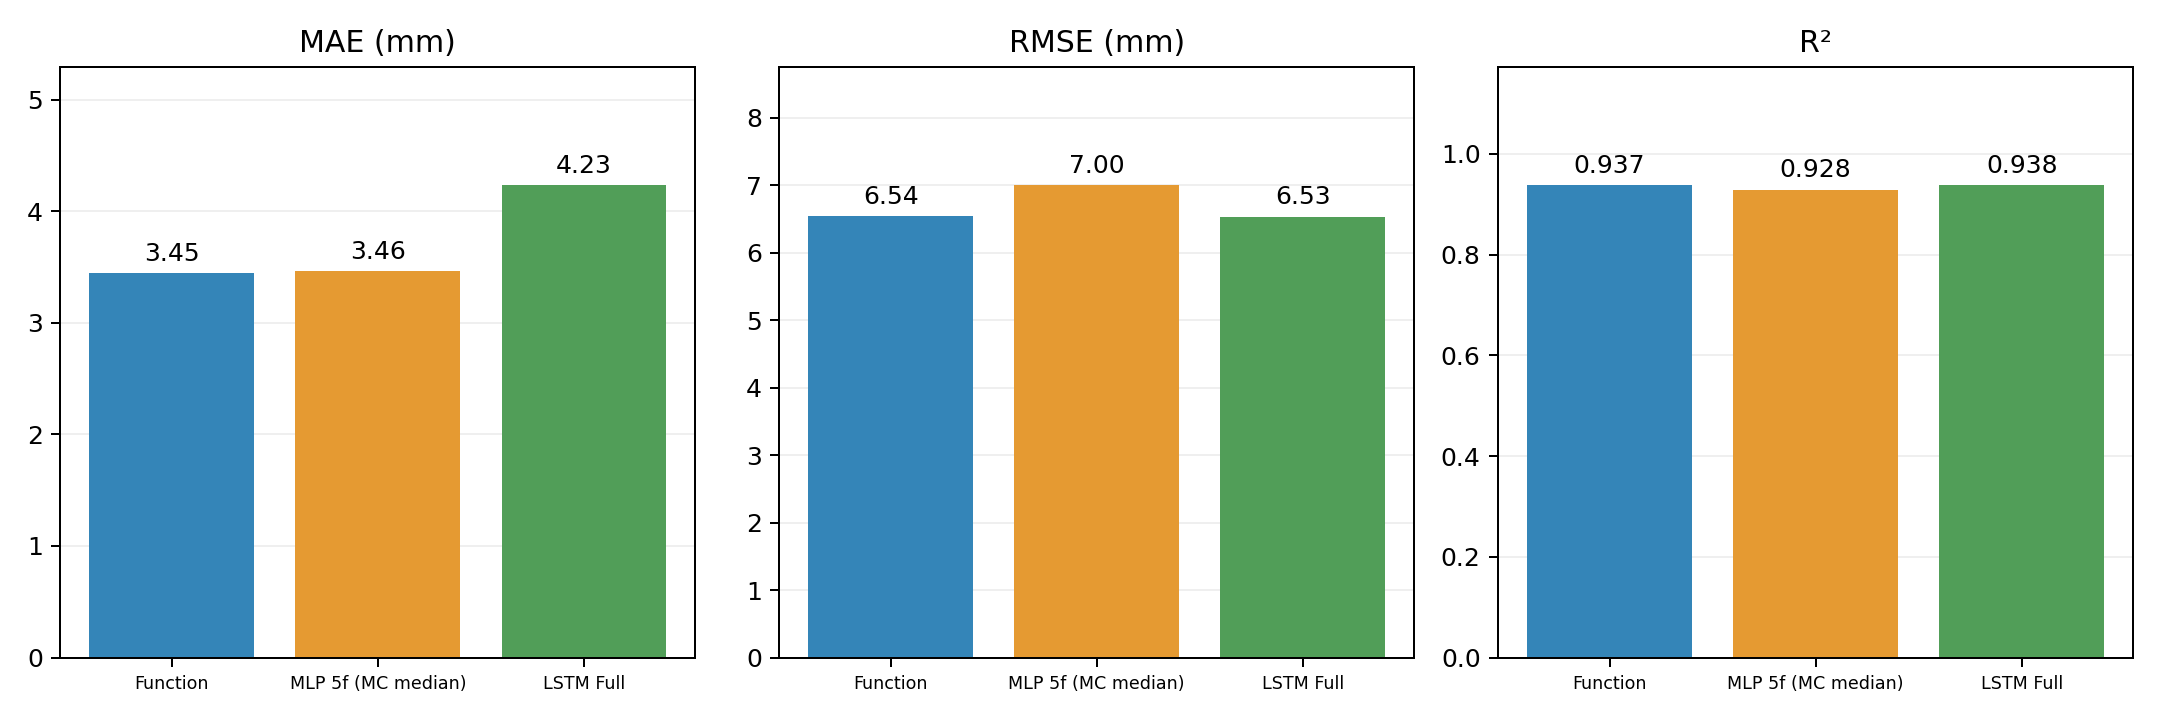 MAE (mm)
5
4
3
2
1
0
3.45
3.46
4.23
Function
MLP 5f (MC median)
LSTM Full
RMSE (mm)
8
7
6
5
4
3
2
1
0
6.54
7.00
6.53
Function
MLP 5f (MC median)
LSTM Full
R²
1.0
0.8
0.6
0.4
0.2
0.0
0.937
0.928
0.938
Function
MLP 5f (MC median)
LSTM Full